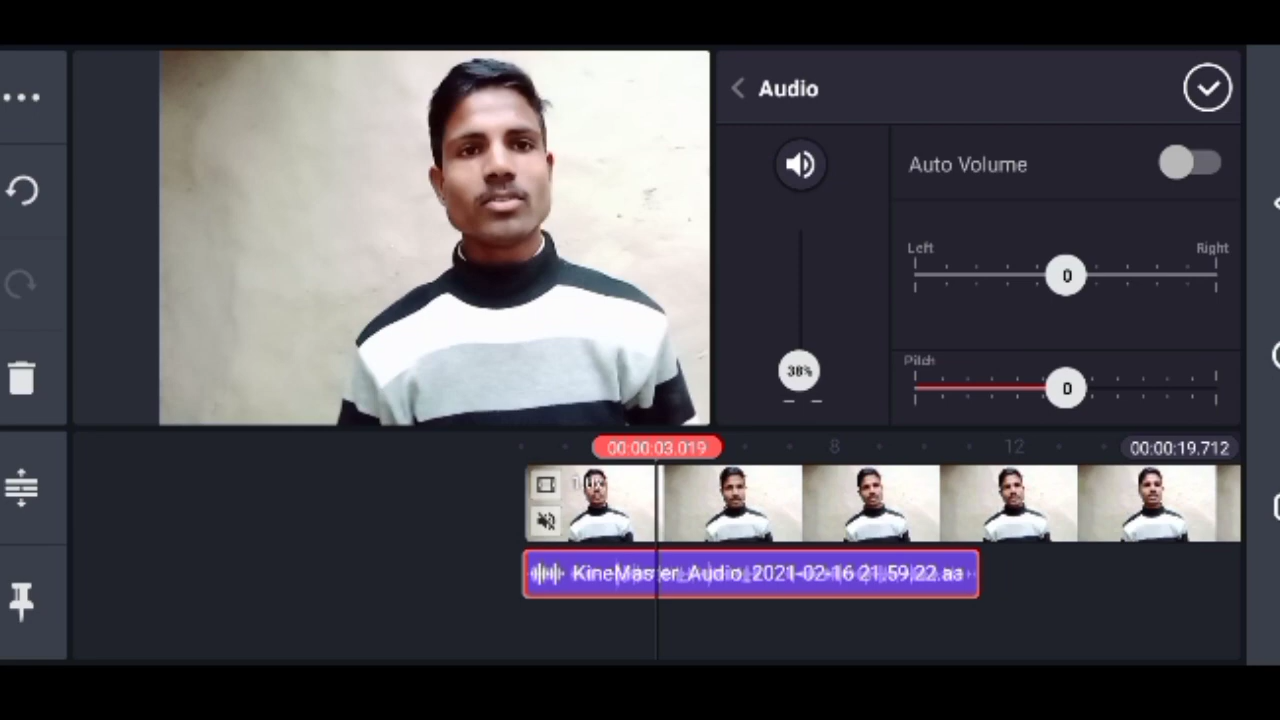 Audio
Auto Volume
Left
Right
0
38%
Pitch
0
00:00:03.019
8
12
00:00:19.712
KineMaster_Audio_2021-02-16 21.59.22.aa